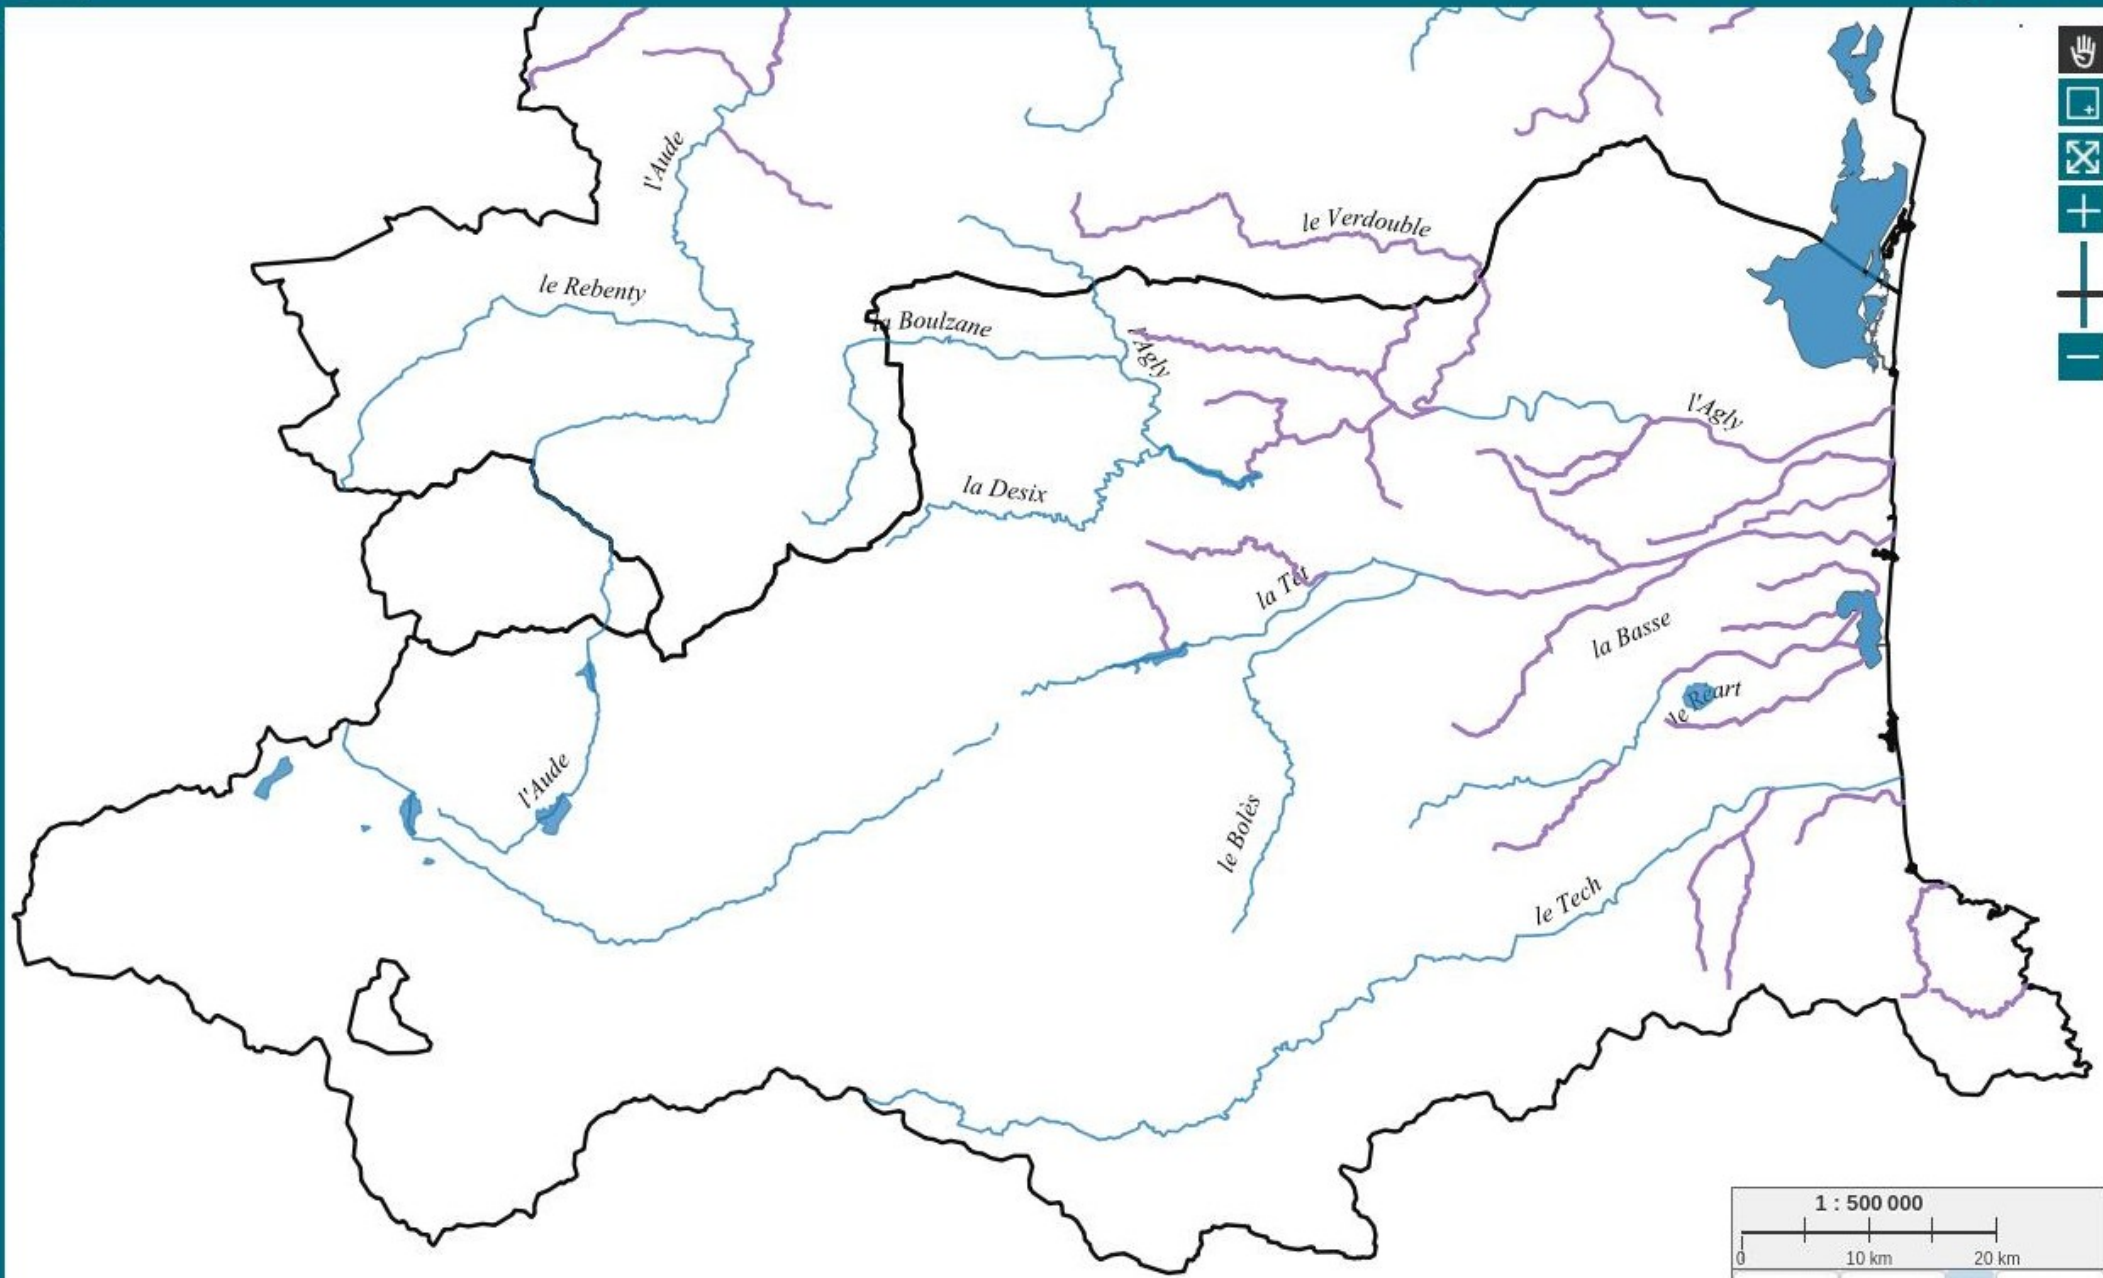 l'Aude
le Verdouble
le Rebenty
la Boulzane
l'Agly
l'Agly
la Desix
la Têt
la Basse
le Réart
l'Aude
le Bolès
le Tech
1 : 500 000
0 10 km 20 km